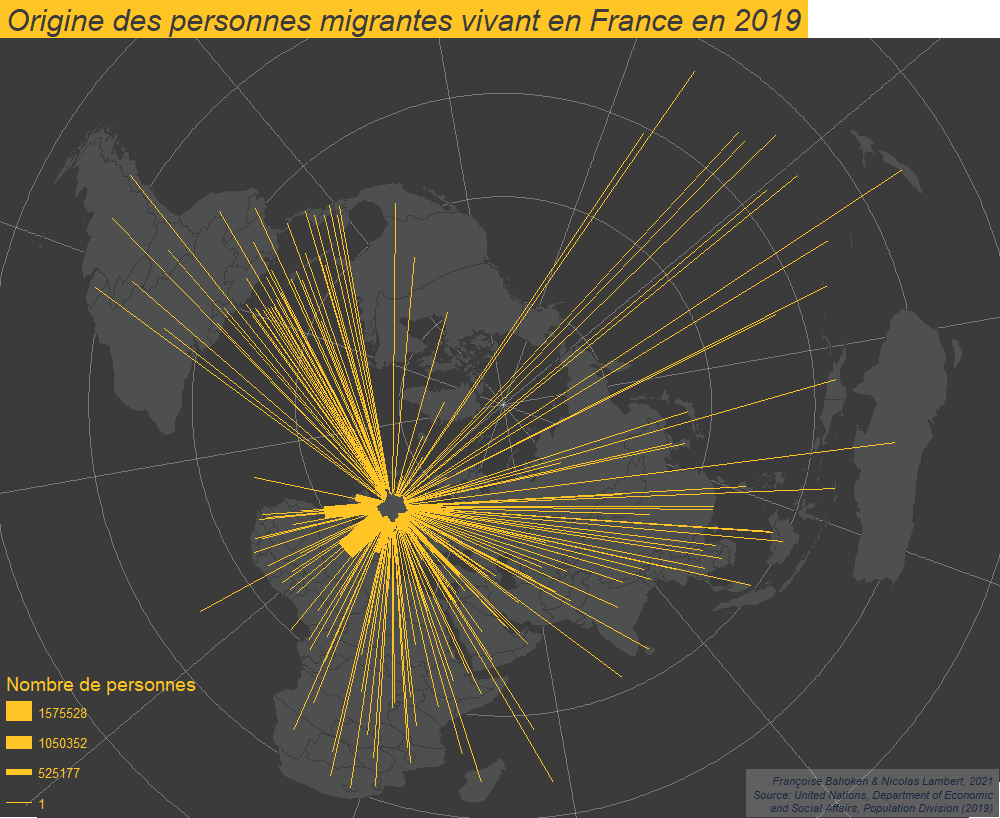 Origine des personnes migrantes vivant en France en 2019
Nombre de personnes
1575528
1050352
525177
1
Françoise Bahoken & Nicolas Lambert, 2021
Source: United Nations, Department of Economic
and Social Affairs, Population Division (2019)